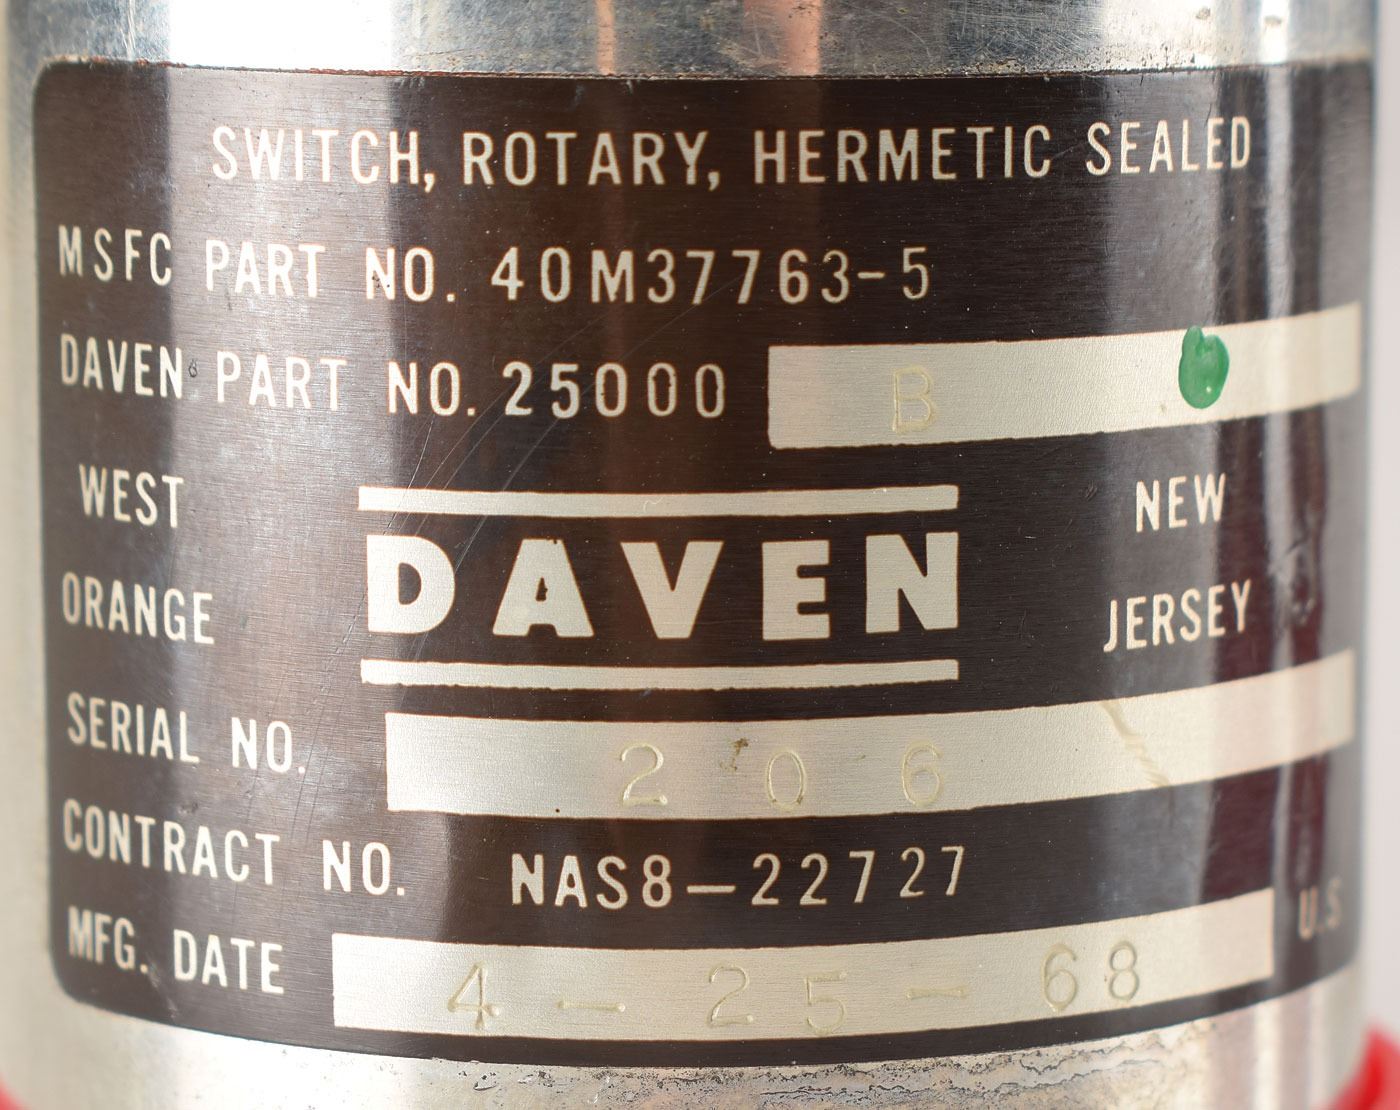 SWITCH, ROTARY, HERMETIC SEALED
MSFC PART NO. 40M37763-5
DAVEN PART NO. 25000 B
WEST ORANGE
DAVEN
NEW JERSEY
SERIAL NO. 206
CONTRACT NO. NAS8-22727
MFG. DATE 4-25-68
U.S